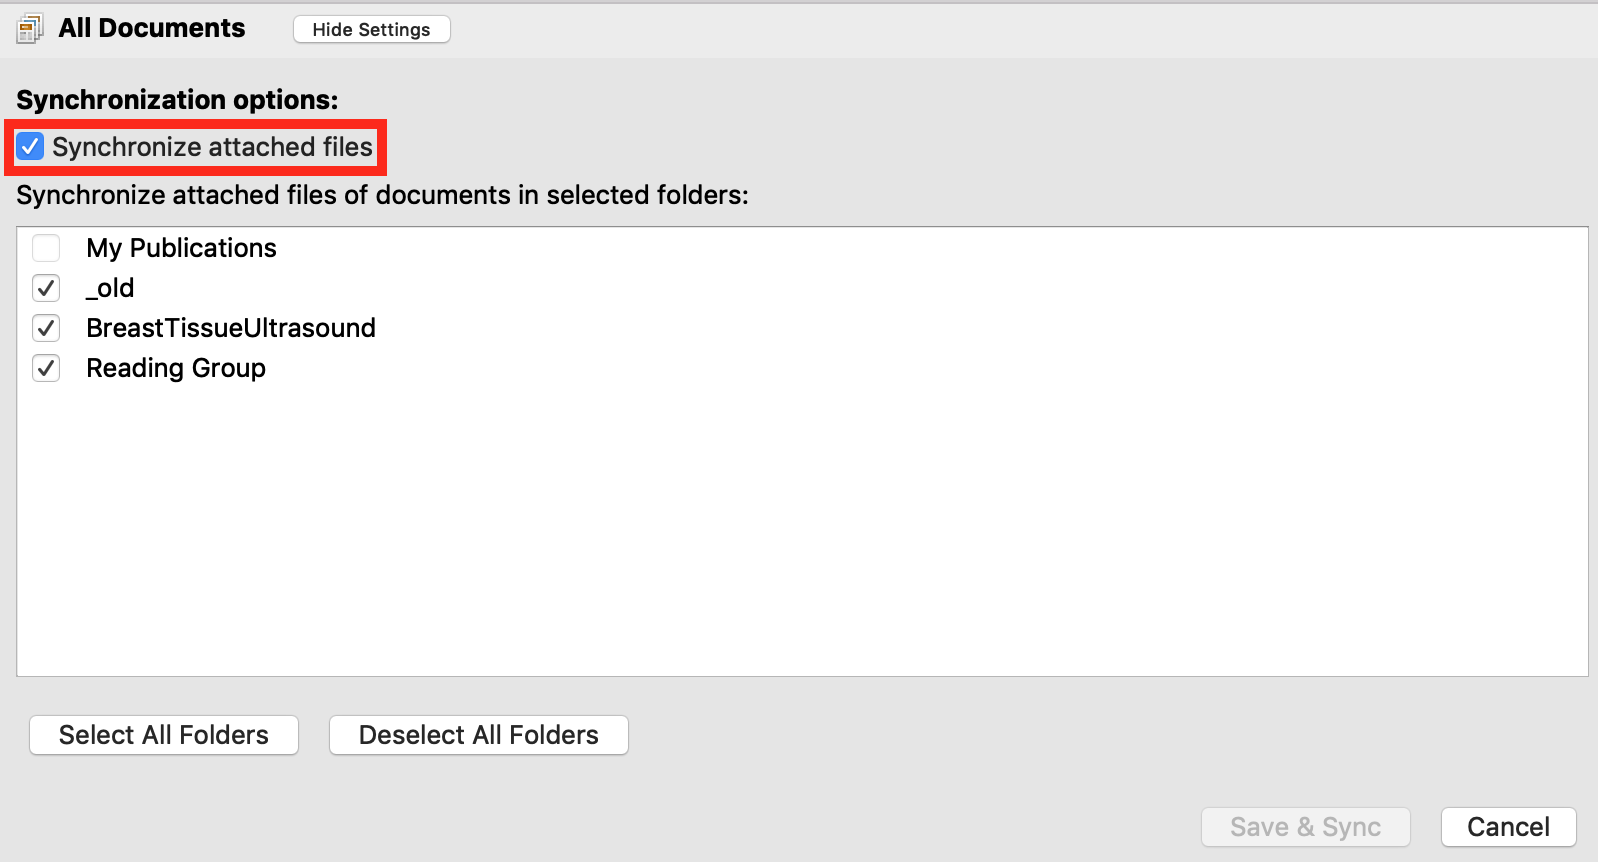 All Documents Hide Settings
Synchronization options:
Synchronize attached files
Synchronize attached files of documents in selected folders:
My Publications
_old
BreastTissueUltrasound
Reading Group
Select All Folders Deselect All Folders
Save & Sync Cancel